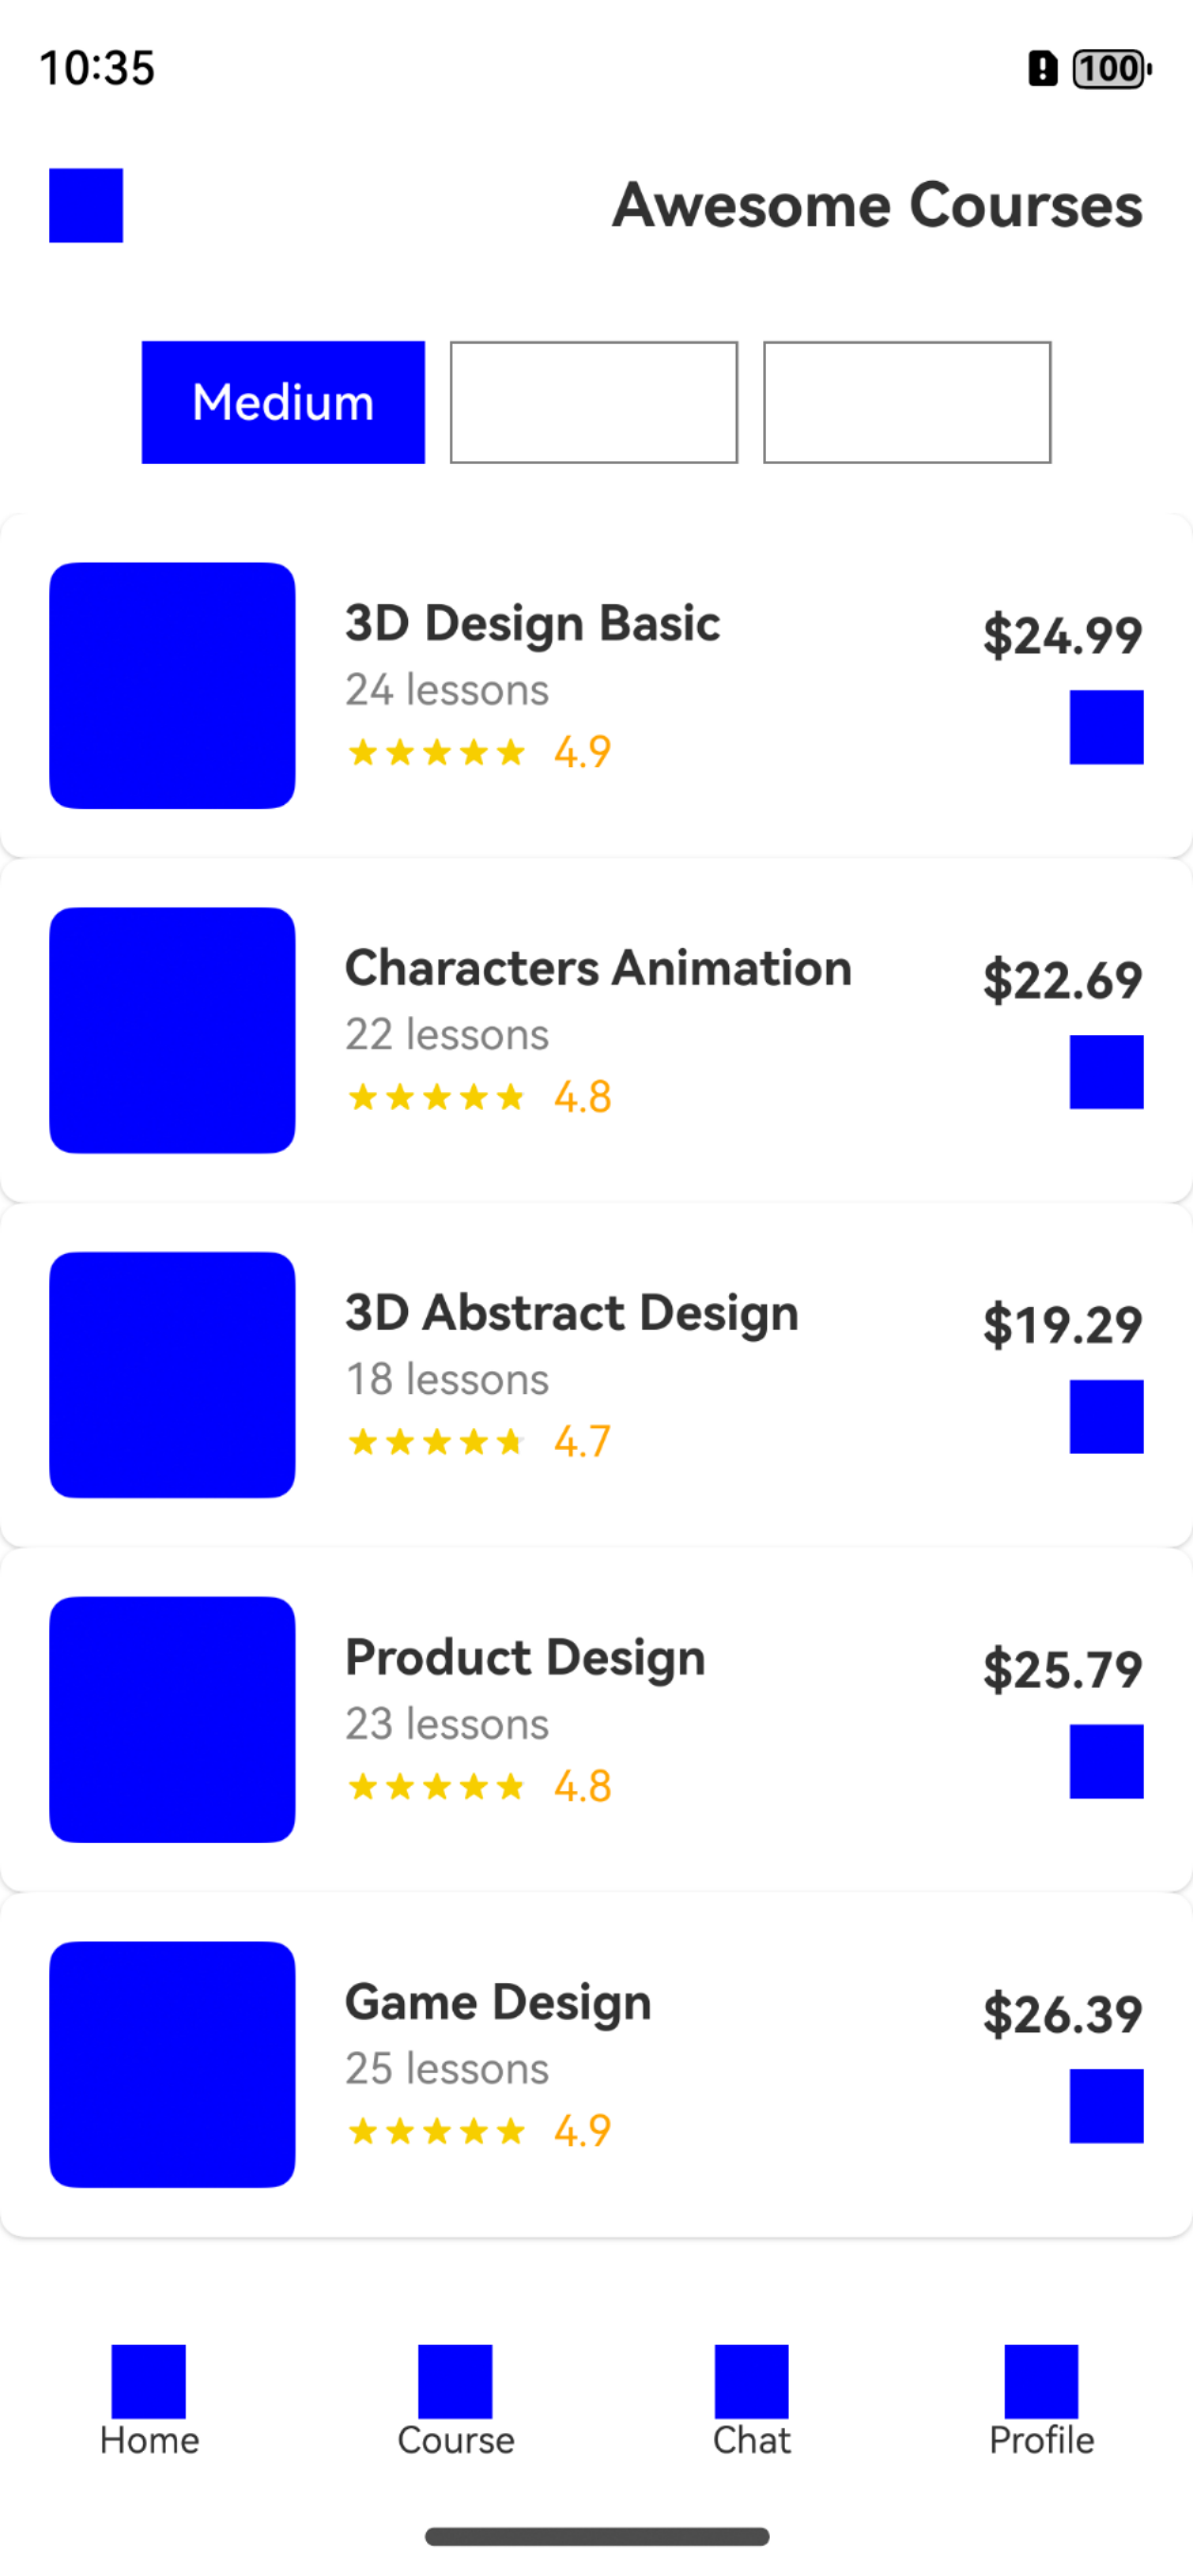 10:35
100
Awesome Courses
Medium
3D Design Basic
24 lessons
4.9
$24.99
Characters Animation
22 lessons
4.8
$22.69
3D Abstract Design
18 lessons
4.7
$19.29
Product Design
23 lessons
4.8
$25.79
Game Design
25 lessons
4.9
$26.39
Home
Course
Chat
Profile